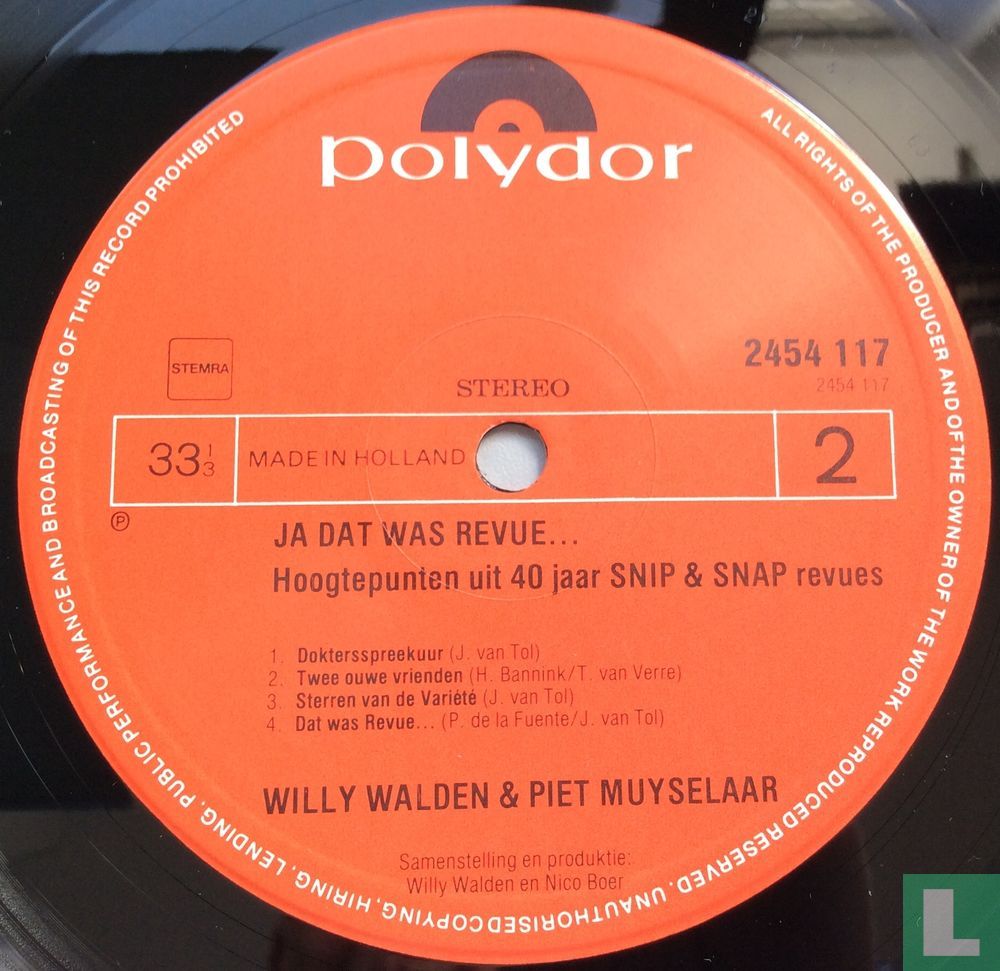 polydor
STEMRA
STEREO
2454 117
2454 117
33 1/3
MADE IN HOLLAND
2
℗
JA DAT WAS REVUE...
Hoogtepunten uit 40 jaar SNIP & SNAP revues
1. Doktersspreekuur (J. van Tol)
2. Twee ouwe vrienden (H. Bannink/T. van Verre)
3. Sterren van de Variété (J. van Tol)
4. Dat was Revue... (P. de la Fuente/J. van Tol)
WILLY WALDEN & PIET MUYSELAAR
Samenstelling en produktie:
Willy Walden en Nico Boer
ALL RIGHTS OF THE PRODUCER AND OF THE OWNER OF THE WORK REPRODUCED RESERVED. UNAUTHORISED COPYING, HIRING, LENDING, PUBLIC PERFORMANCE AND BROADCASTING OF THIS RECORD PROHIBITED
L